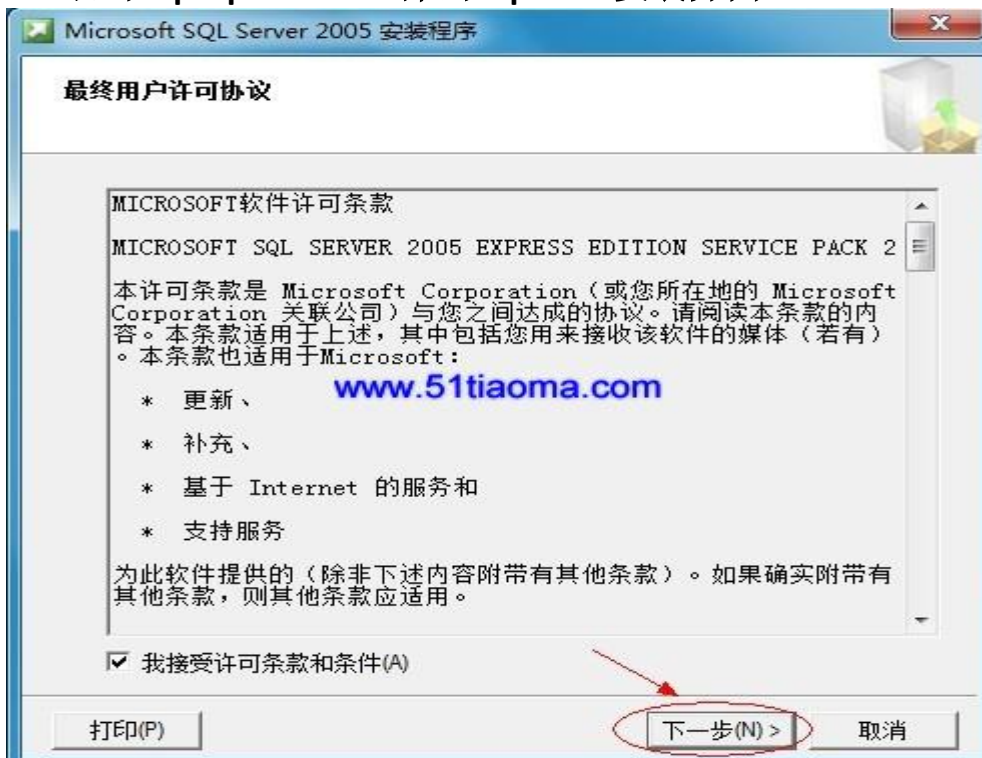 Microsoft SQL Server 2005 安装程序
最终用户许可协议
MICROSOFT软件许可条款
MICROSOFT SQL SERVER 2005 EXPRESS EDITION SERVICE PACK 2
本许可条款是 Microsoft Corporation（或您所在地的 Microsoft
Corporation 关联公司）与您之间达成的协议。请阅读本条款的内
容。本条款适用于上述，其中包括您用来接收该软件的媒体（若有）
。本条款也适用于Microsoft：
* 更新、
www.51tiaoma.com
* 补充、
* 基于 Internet 的服务和
* 支持服务
为此软件提供的（除非下述内容附带有其他条款）。如果确实附带有
其他条款，则其他条款应适用。
我接受许可条款和条件(A)
打印(P)
下一步(N) >
取消